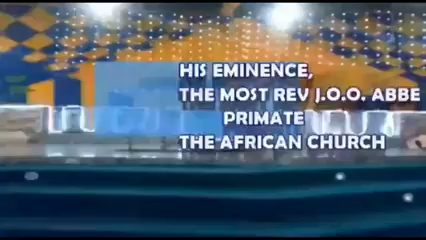 HIS EMINENCE,
THE MOST REV J.O.O. ABBE
PRIMATE
THE AFRICAN CHURCH